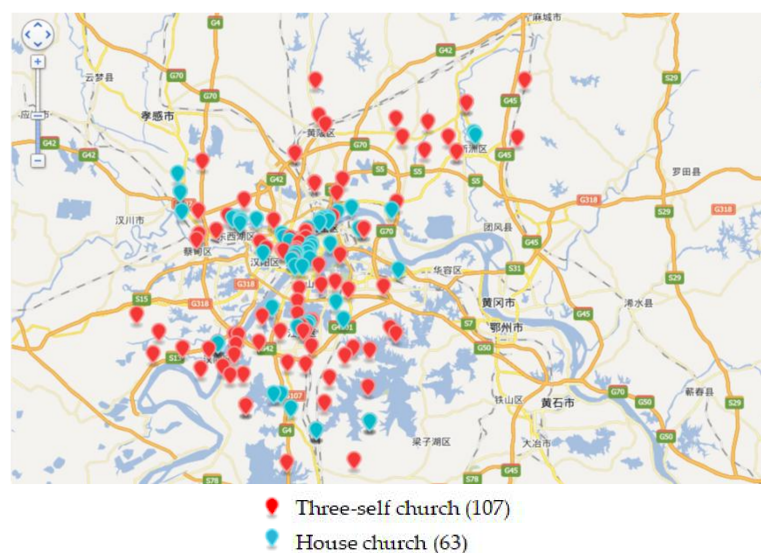 G4
麻城市
G42
S29
云梦县
G70
G70
G45
孝感市
黄陂区
G42
G42
G70
新洲区
S5
S5
S5
罗田县
G42
G318
G318
汉川市
S29
东西湖区
团风县
G70
G45
蔡甸区
汉阳区
华容区
S31
S29
G318
S15
G318
黄冈市
浠水县
G45
S7
鄂州市
G50
G42
G70
G50
G107
铁山区
黄石市
蕲春县
S29
G4
梁子湖区
大冶市
G50
G45
S78
S78
Three-self church (107)
House church (63)